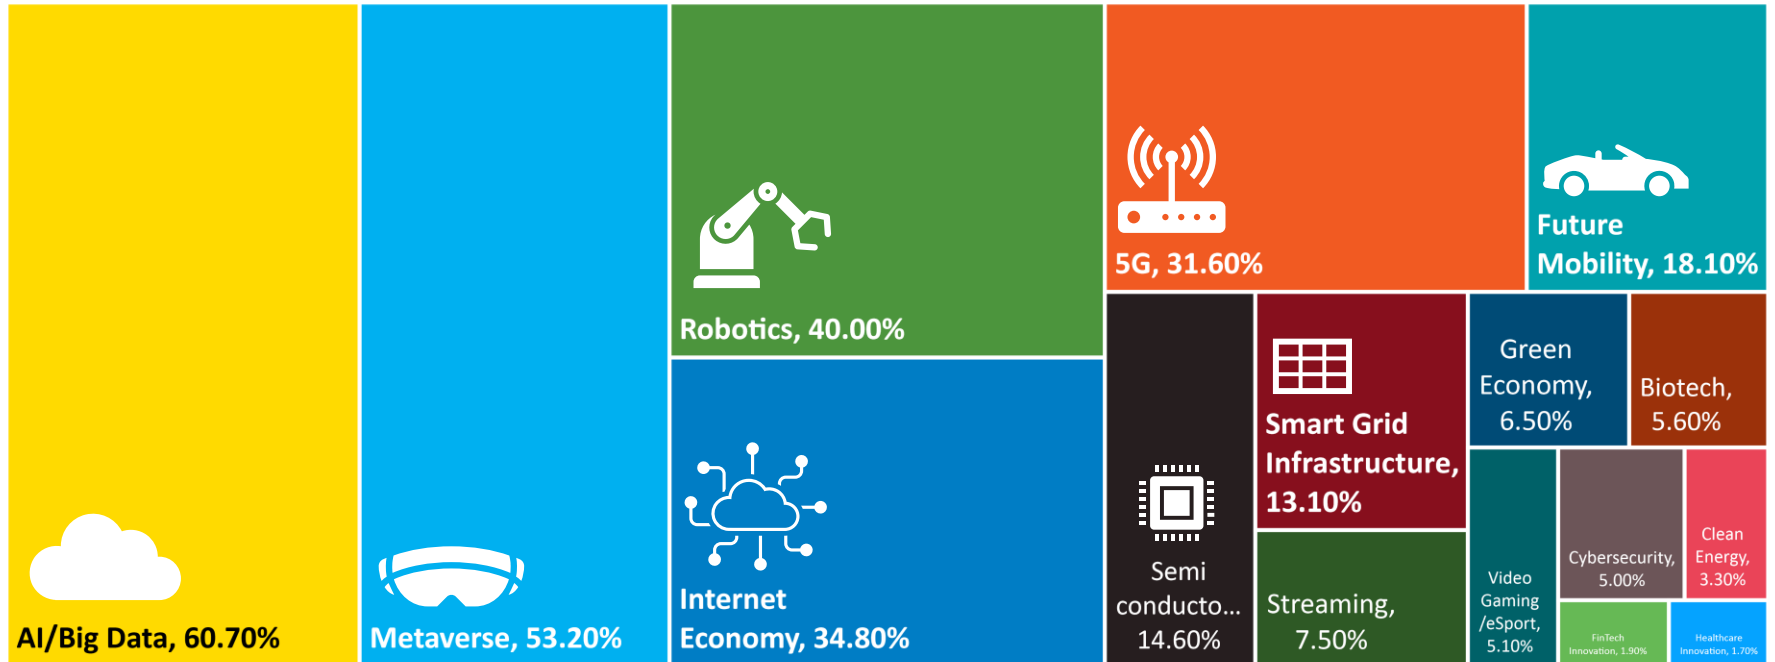 AI/Big Data, 60.70%
Metaverse, 53.20%
Robotics, 40.00%
Internet
Economy, 34.80%
5G, 31.60%
Future
Mobility, 18.10%
Semi
conducto...
14.60%
Smart Grid
Infrastructure,
13.10%
Streaming,
7.50%
Green
Economy,
6.50%
Biotech,
5.60%
Video
Gaming
/eSport,
5.10%
Cybersecurity,
5.00%
Clean
Energy,
3.30%
FinTech
Innovation, 1.90%
Healthcare
Innovation, 1.70%